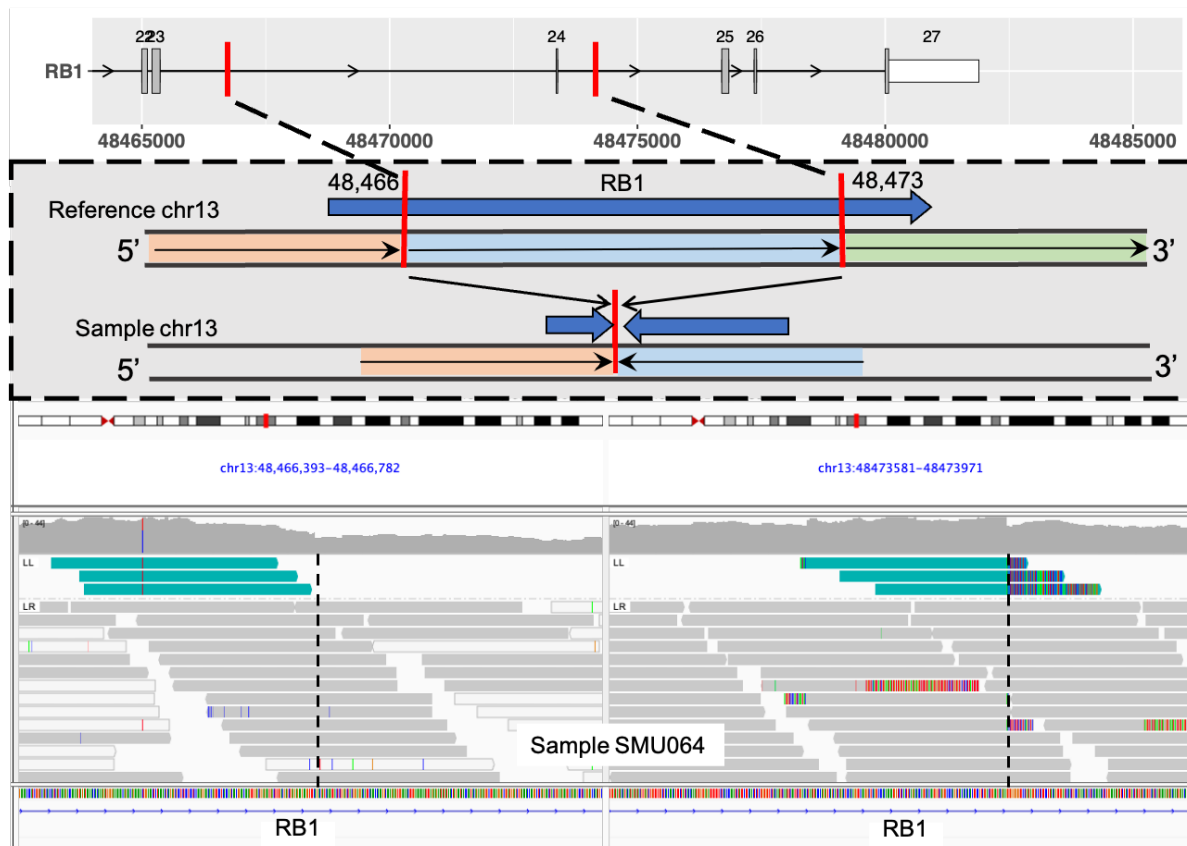 22 23 24 25 26 27
RB1
48465000 48470000 48475000 48480000 48485000
48,466 RB1 48,473
Reference chr13
5’ 3’
Sample chr13
5’ 3’
chr13:48,466,393-48,466,782 chr13:48473581-48473971
[0 - 44] [0 - 44]
LL LL
LR LR
Sample SMU064
RB1 RB1